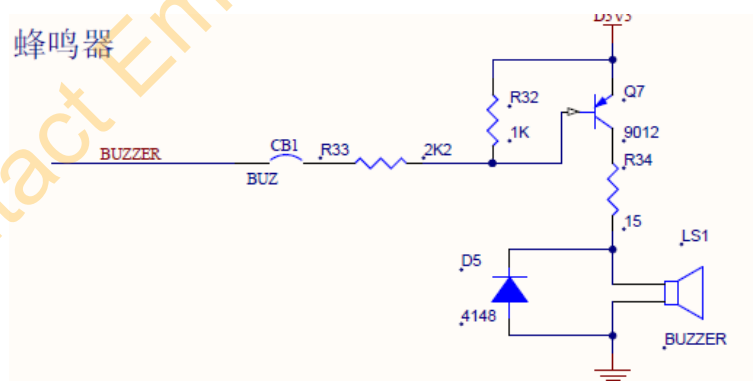 D3V3
蜂鸣器
R32
Q7
1K
9012
BUZZER
CB1
R33
2K2
R34
BUZ
15
LS1
D5
4148
BUZZER